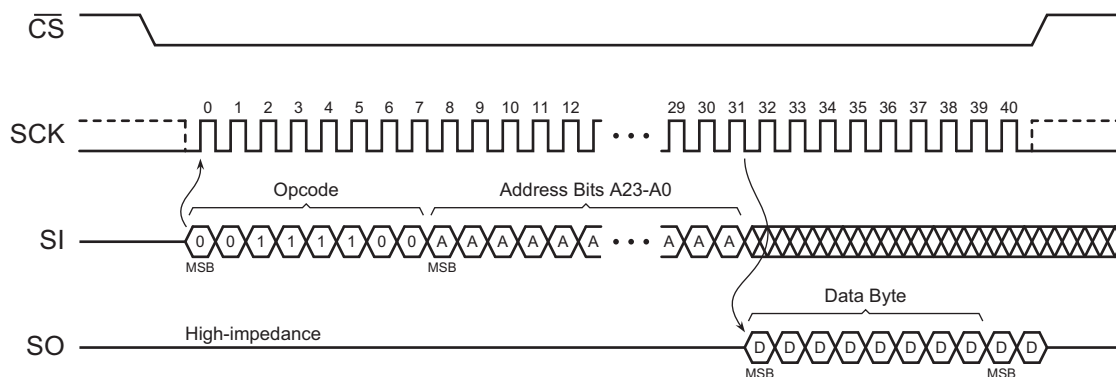 CS
0 1 2 3 4 5 6 7 8 9 10 11 12 29 30 31 32 33 34 35 36 37 38 39 40
SCK
Opcode Address Bits A23-A0
SI 0 0 1 1 1 1 0 0 A A A A A A A A A
MSB MSB
Data Byte
SO High-impedance D D D D D D D D D D
MSB MSB